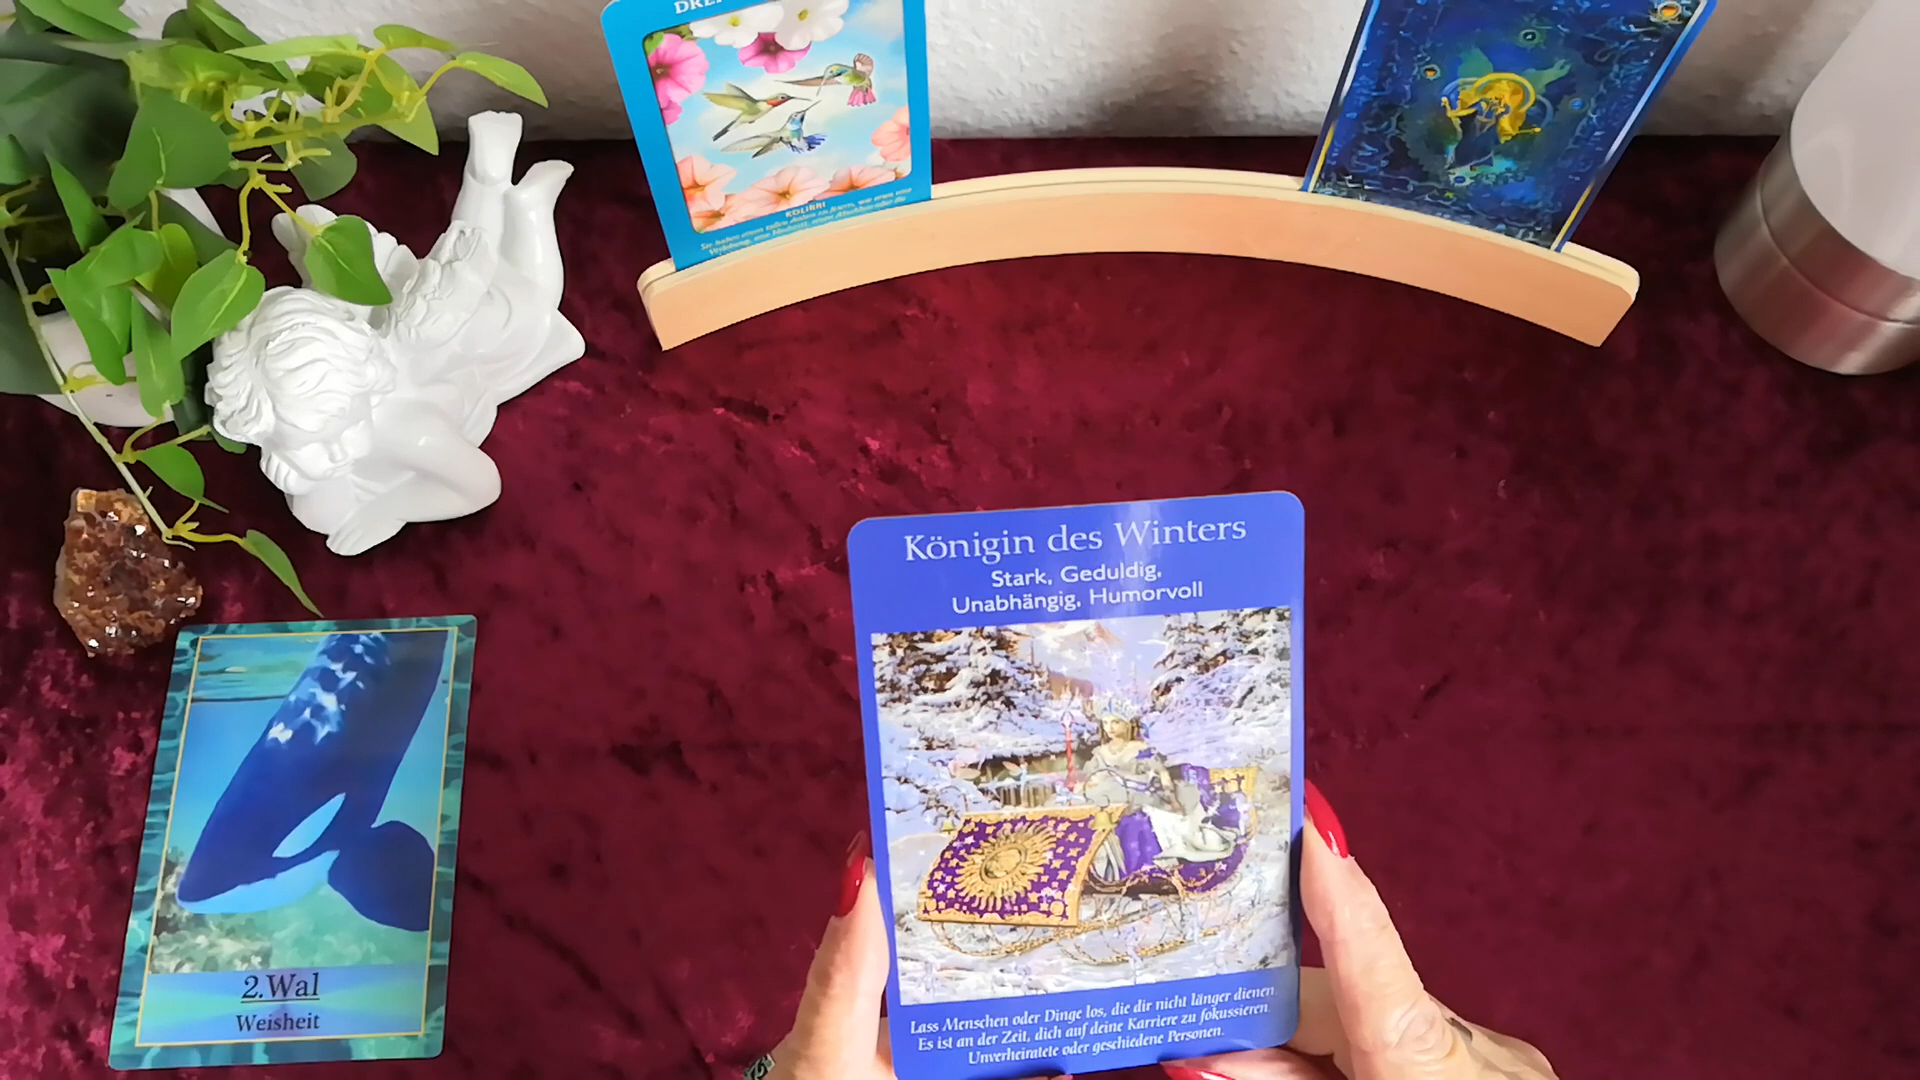 KOLIBRI
Königin des Winters
Stark, Geduldig,
Unabhängig, Humorvoll
Lass Menschen oder Dinge los, die dir nicht länger dienen.
Es ist an der Zeit, dich auf deine Karriere zu fokussieren.
Unverheiratete oder geschiedene Personen.
2.Wal
Weisheit